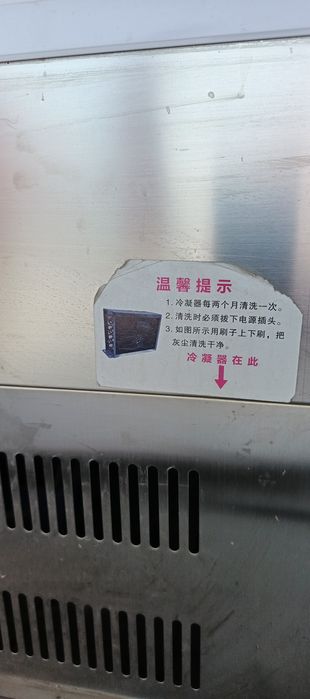 温馨提示
1. 冷凝器每两个月清洗一次。
2. 清洗时必须拔下电源插头。
3. 如图所示用刷子上下刷，把
灰尘清洗干净。
冷凝器在此